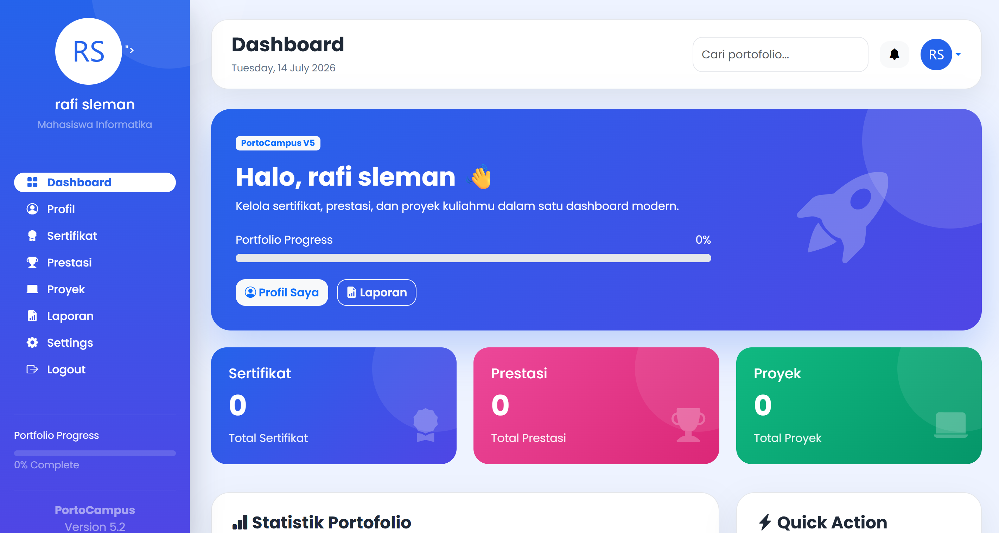 RS
">
rafi sleman
Mahasiswa Informatika
Dashboard
Profil
Sertifikat
Prestasi
Proyek
Laporan
Settings
Logout
Portfolio Progress
0% Complete
PortoCampus
Version 5.2
Dashboard
Tuesday, 14 July 2026
Cari portofolio...
RS
PortoCampus V5
Halo, rafi sleman 👋
Kelola sertifikat, prestasi, dan proyek kuliahmu dalam satu dashboard modern.
Portfolio Progress 0%
Profil Saya
Laporan
Sertifikat
0
Total Sertifikat
Prestasi
0
Total Prestasi
Proyek
0
Total Proyek
Statistik Portofolio
Quick Action